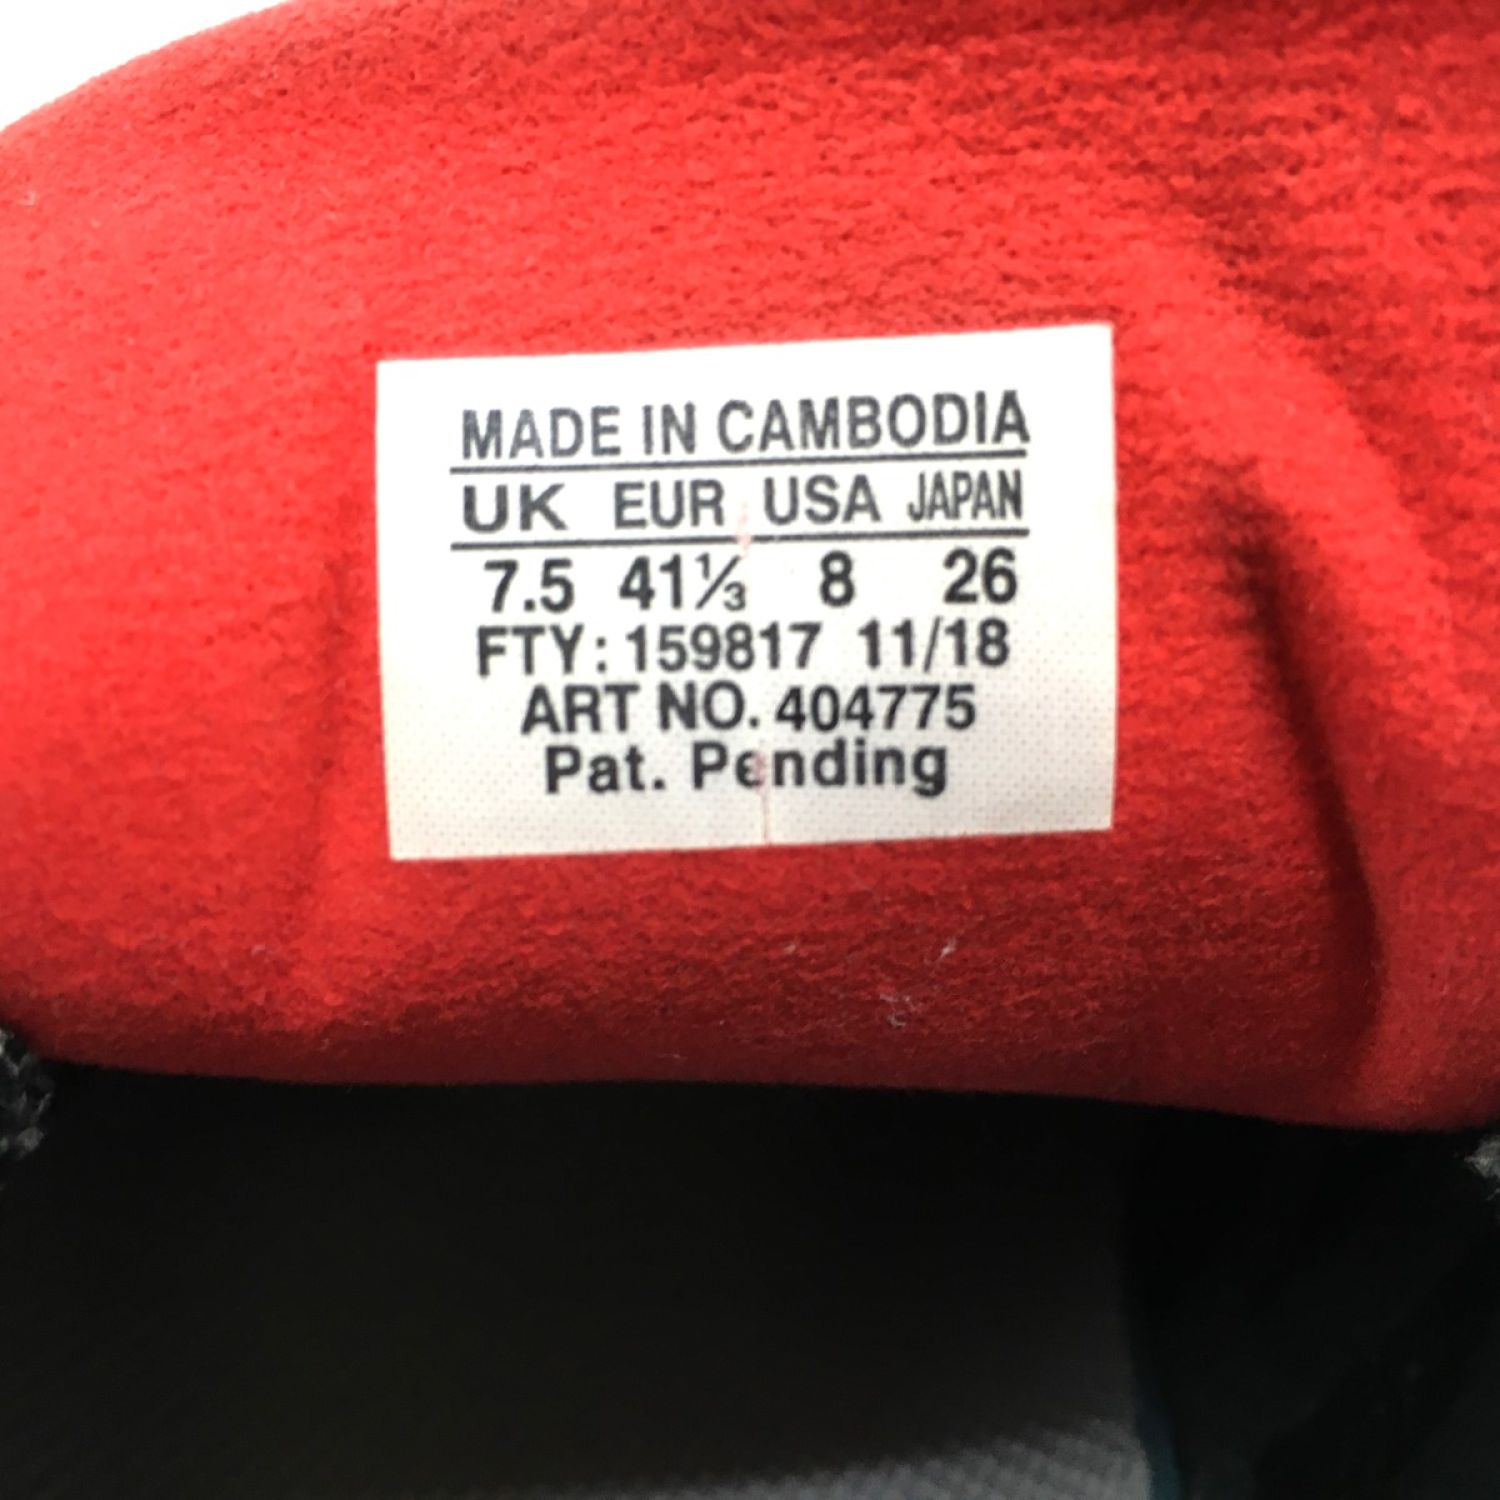 MADE IN CAMBODIA
UK EUR USA JAPAN
7.5 41⅓ 8 26
FTY: 159817 11/18
ART NO. 404775
Pat. Pending